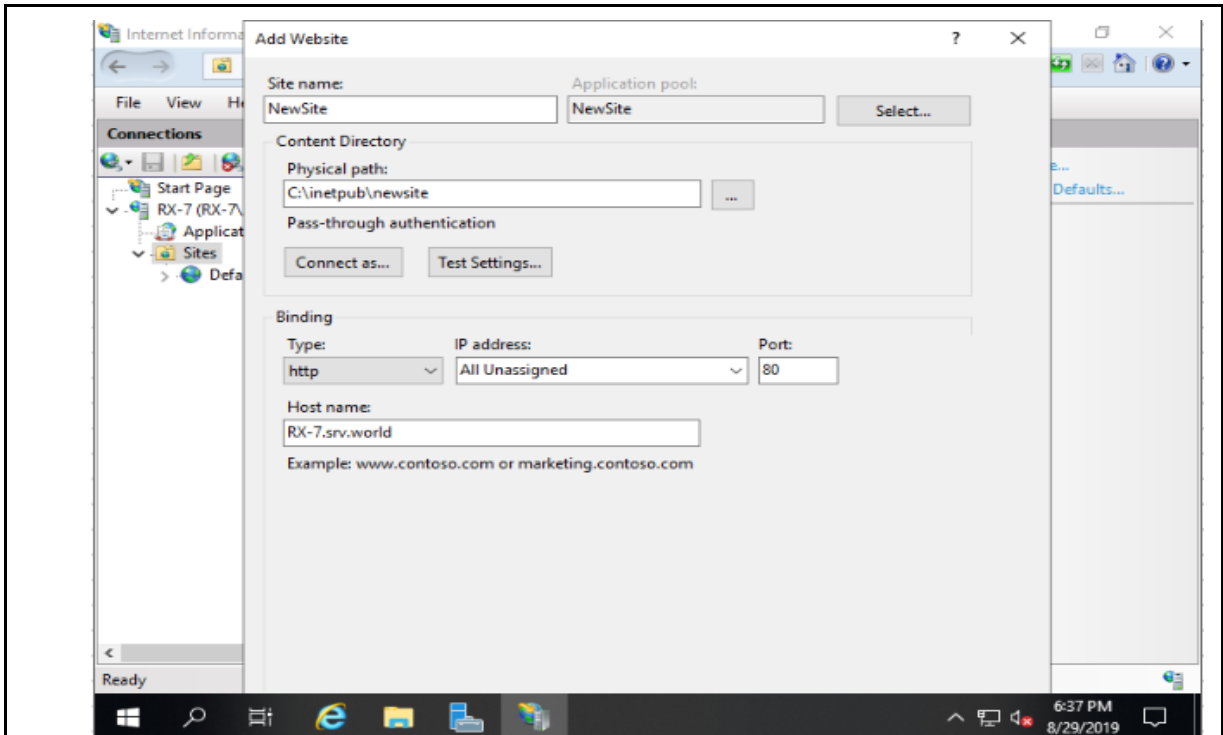 Internet Informa
Add Website
?
File View He
Site name:
Application pool:
NewSite
NewSite
Select...
Connections
Content Directory
Physical path:
C:\inetpub\newsite
...
Pass-through authentication
Connect as...
Test Settings...
Start Page
RX-7 (RX-7\
Applicat
Sites
Defa
e...
Defaults...
Binding
Type:
IP address:
Port:
http
All Unassigned
80
Host name:
RX-7.srv.world
Example: www.contoso.com or marketing.contoso.com
Ready
6:37 PM
8/29/2019